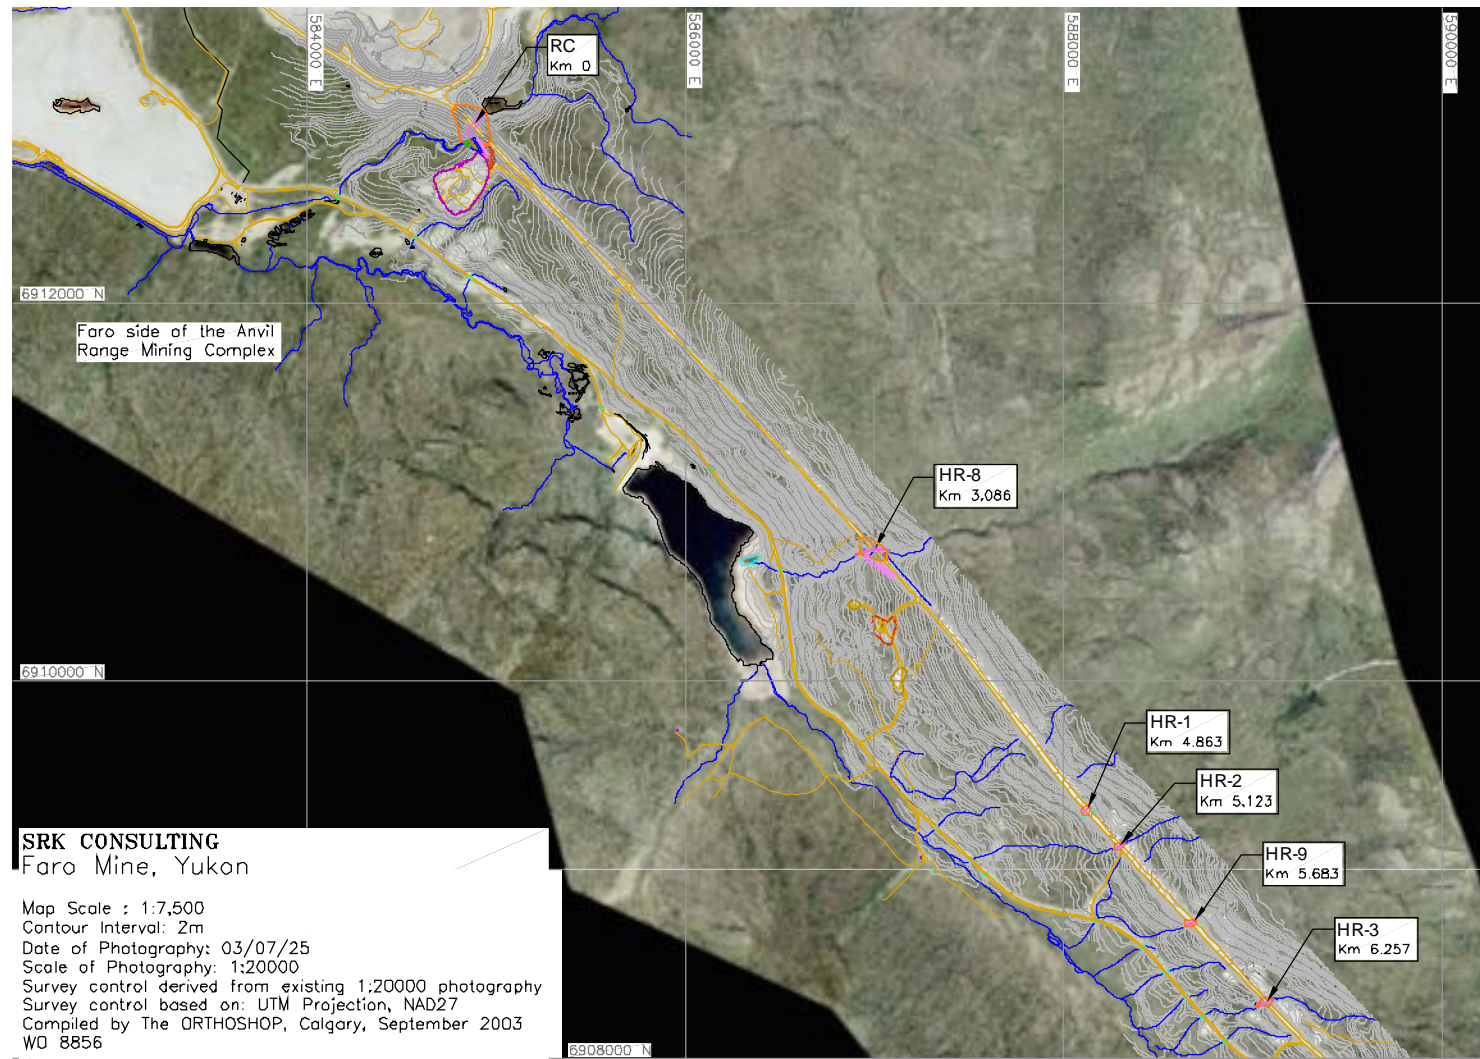 584000 E
586000 E
588000 E
590000 E
RC
Km 0
6912000 N
Faro side of the Anvil
Range Mining Complex
HR-8
Km 3,086
6910000 N
HR-1
Km 4.863
HR-2
Km 5,123
HR-9
Km 5.683
HR-3
Km 6.257
SRK CONSULTING
Faro Mine, Yukon
Map Scale : 1:7,500
Contour Interval: 2m
Date of Photography: 03/07/25
Scale of Photography: 1:20000
Survey control derived from existing 1:20000 photography
Survey control based on: UTM Projection, NAD27
Compiled by The ORTHOSHOP, Calgary, September 2003
WO 8856
6908000 N